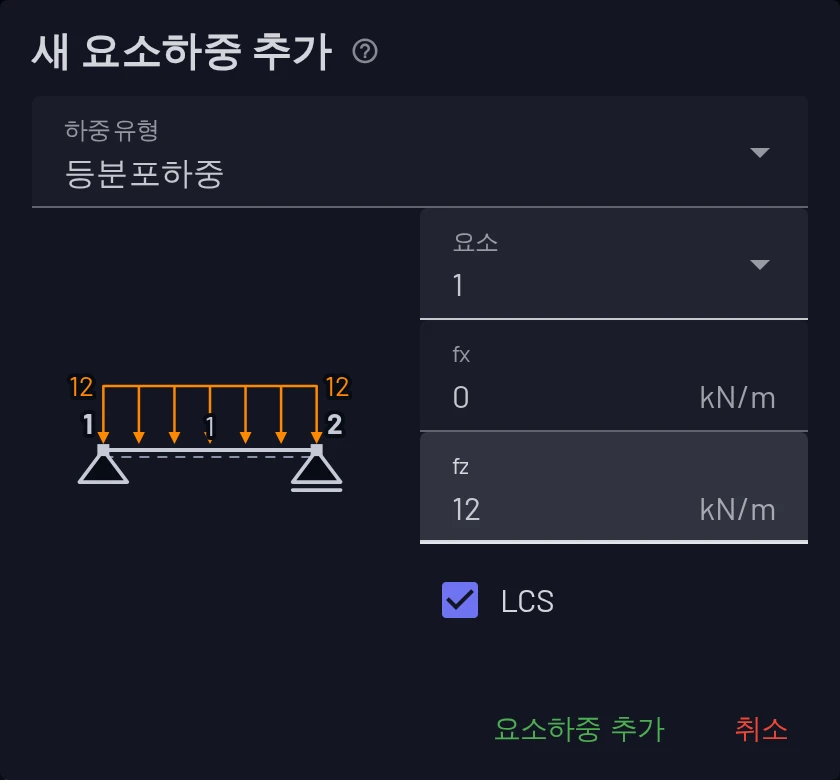 새 요소하중 추가 ?
하중 유형
등분포하중
요소
1
fx
0 kN/m
fz
12 kN/m
LCS
12 12
1 1 2
요소하중 추가 취소